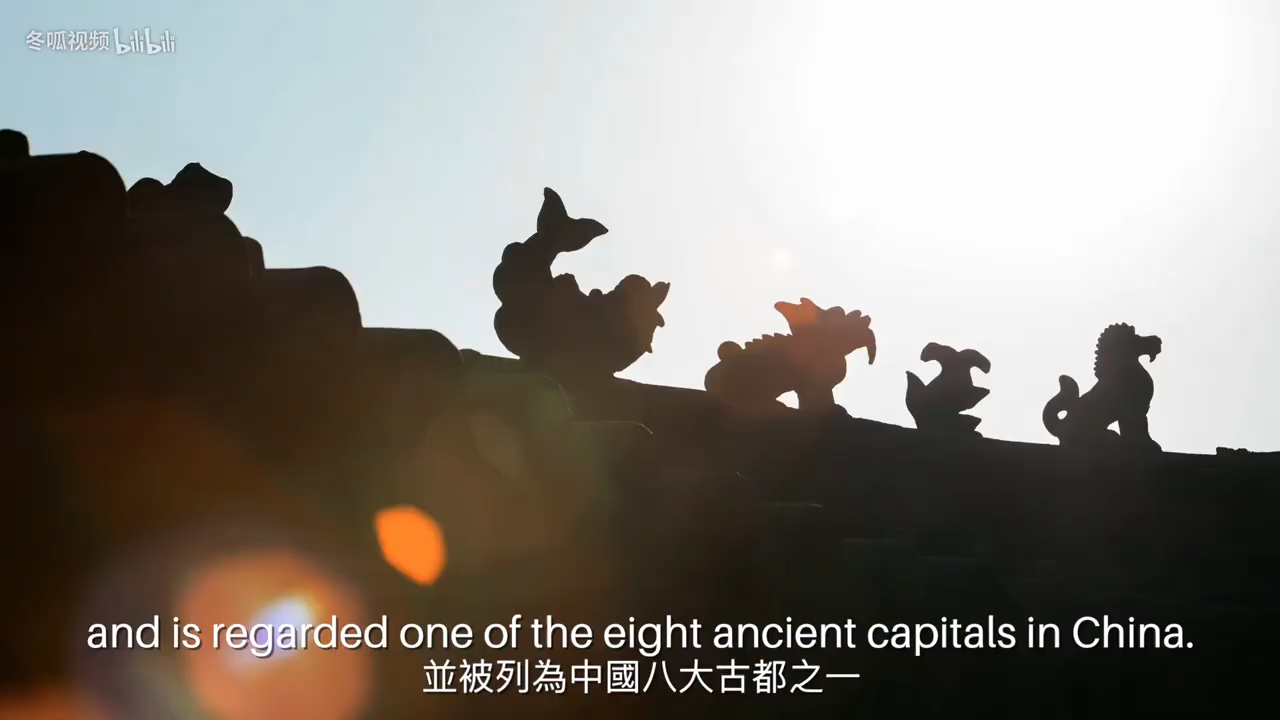 冬呱视频 bilibili
and is regarded one of the eight ancient capitals in China.
並被列為中國八大古都之一